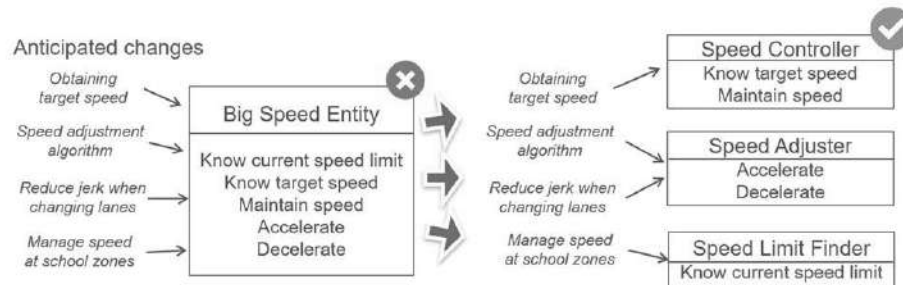 Anticipated changes
Obtaining
target speed
Speed adjustment
algorithm
Reduce jerk when
changing lanes
Manage speed
at school zones
Big Speed Entity
Know current speed limit
Know target speed
Maintain speed
Accelerate
Decelerate
Obtaining
target speed
Speed adjustment
algorithm
Reduce jerk when
changing lanes
Manage speed
at school zones
Speed Controller
Know target speed
Maintain speed
Speed Adjuster
Accelerate
Decelerate
Speed Limit Finder
Know current speed limit